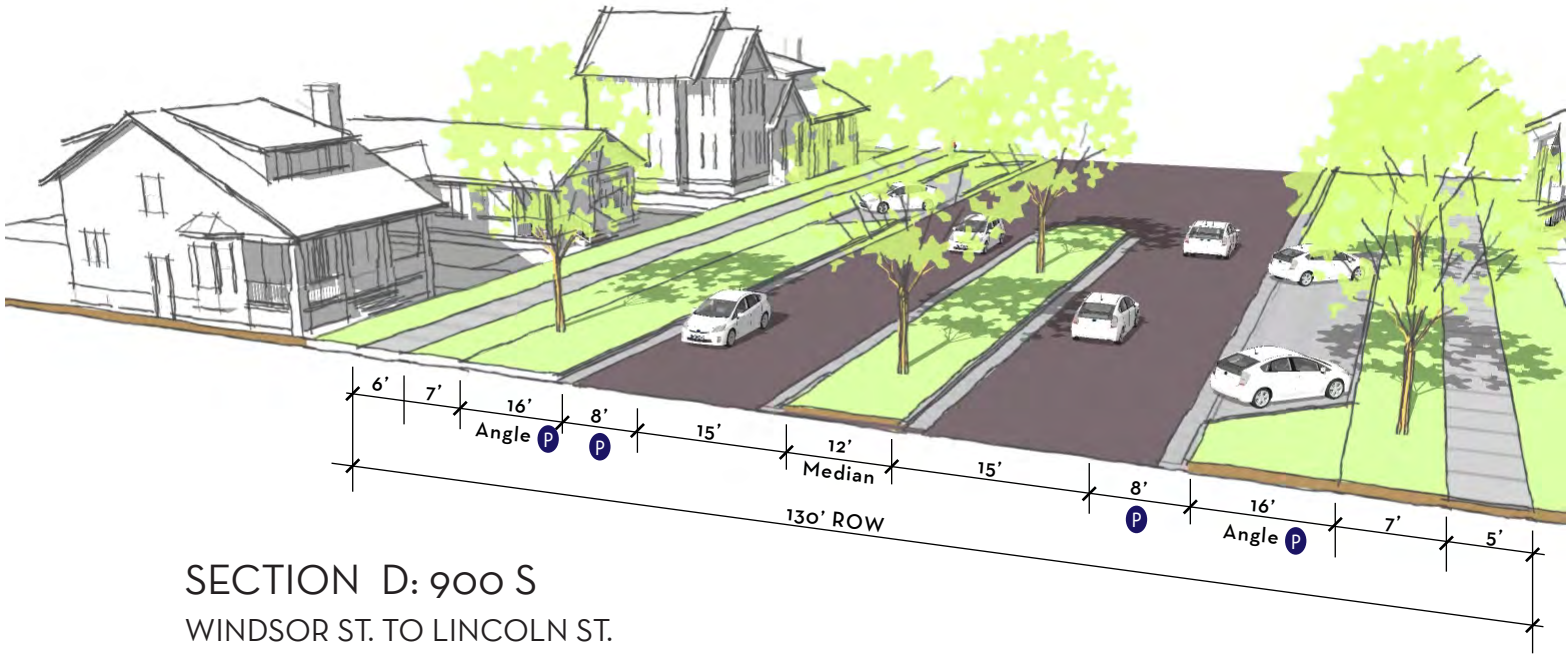 6' 7' 16' 8' 15' 12' 15' 8' 16' 7' 5'
Angle P P Median P Angle P
130' ROW
SECTION D: 900 S
WINDSOR ST. TO LINCOLN ST.